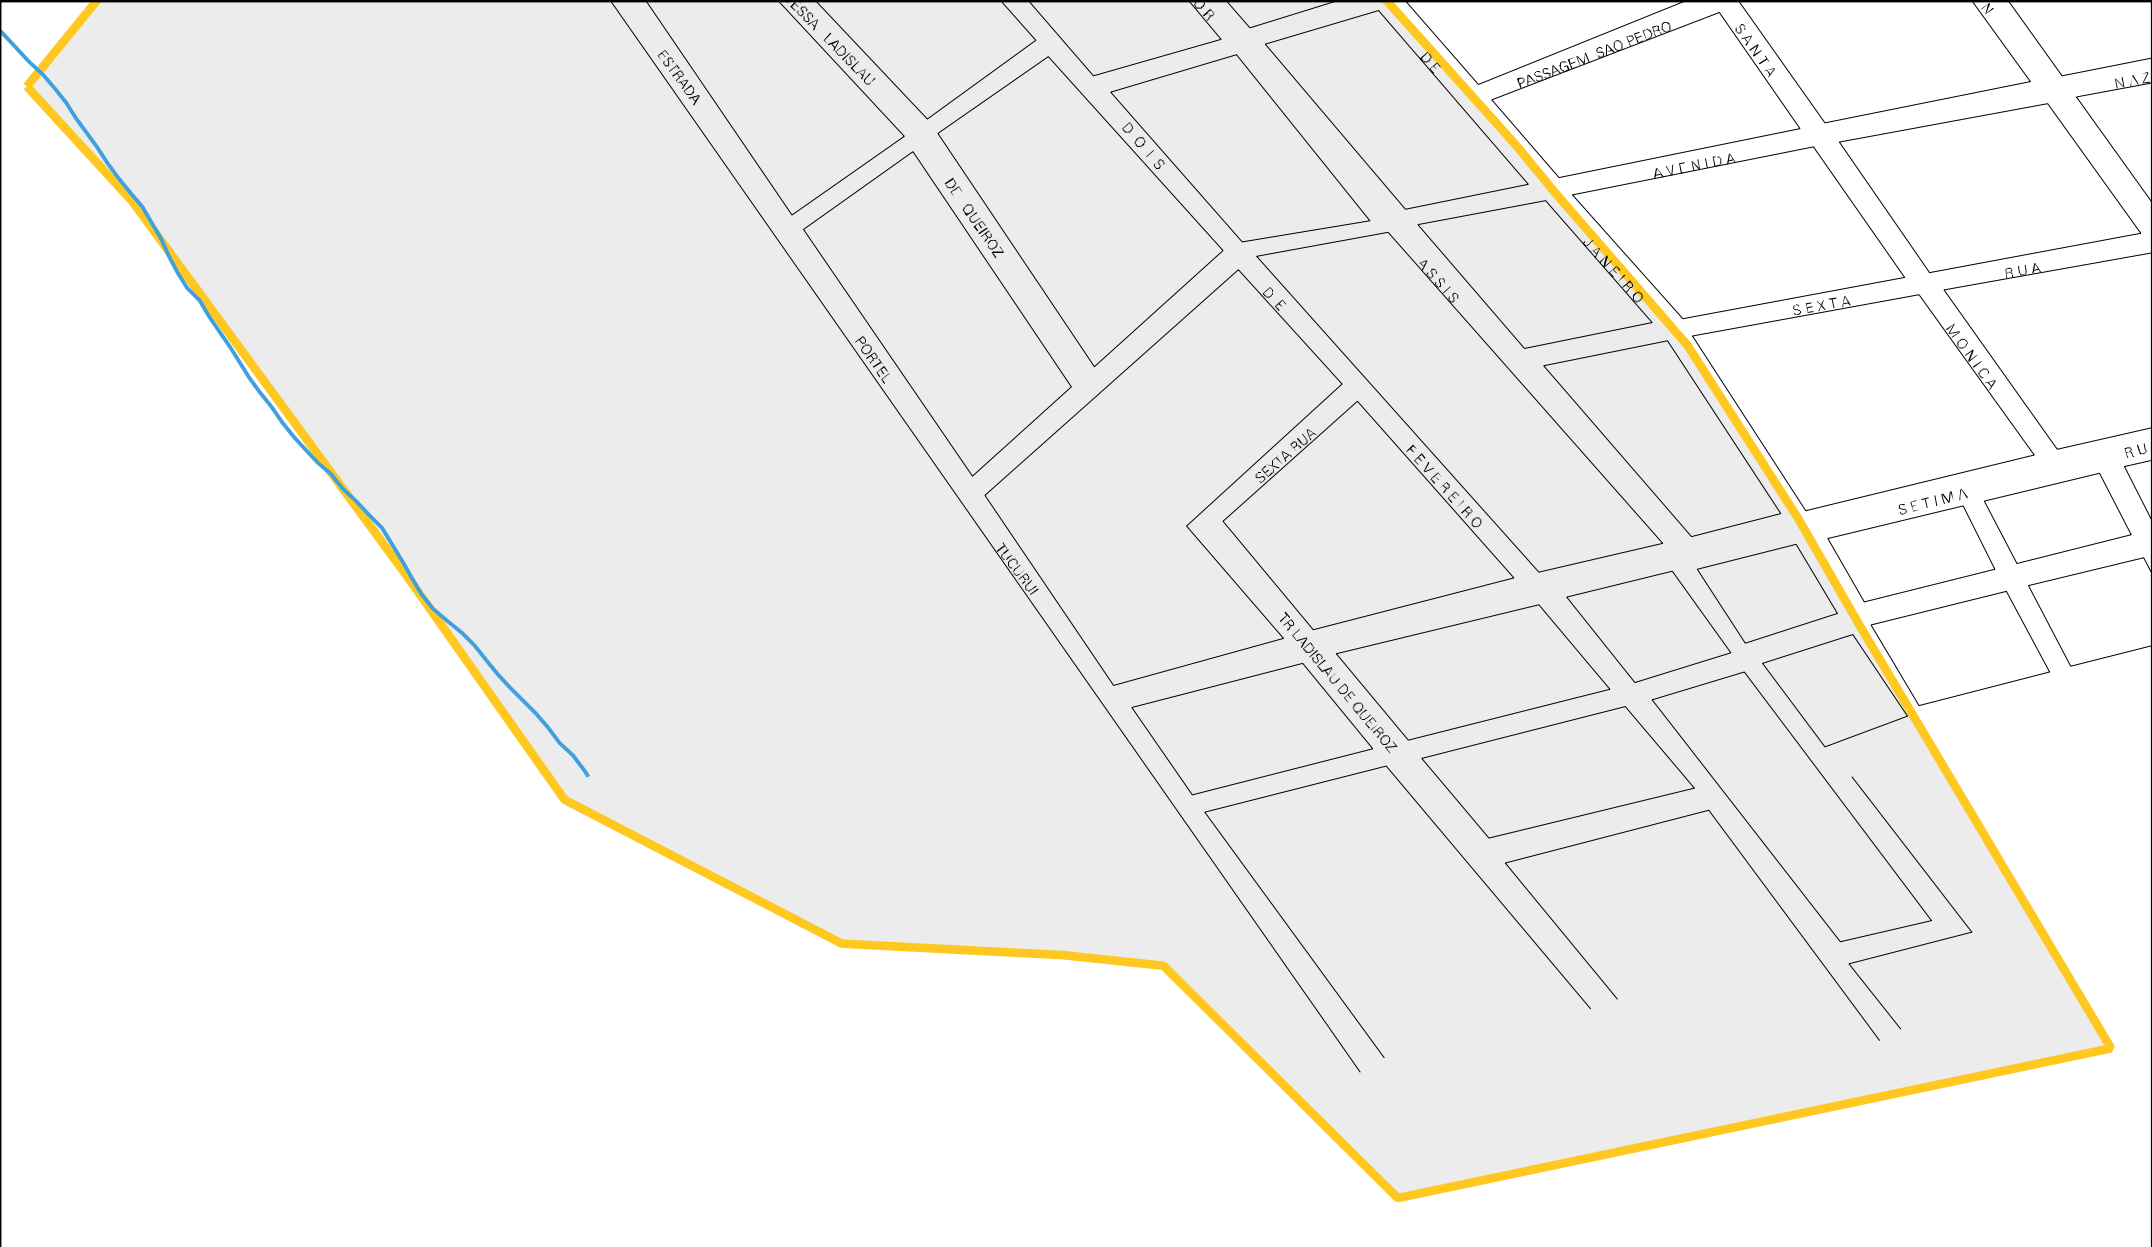 LADISLAU
PASSAGEM SAO PEDRO
SANTA
DE
ESTRADA
DOIS
AVENIDA
DE QUEIROZ
JANEIRO
ASSIS
RUA
DE
SEXTA
MONICA
PORTEL
SEXTA RUA
FEVEREIRO
SETIMA
TUCURUI
TR LADISLAU DE QUEIROZ